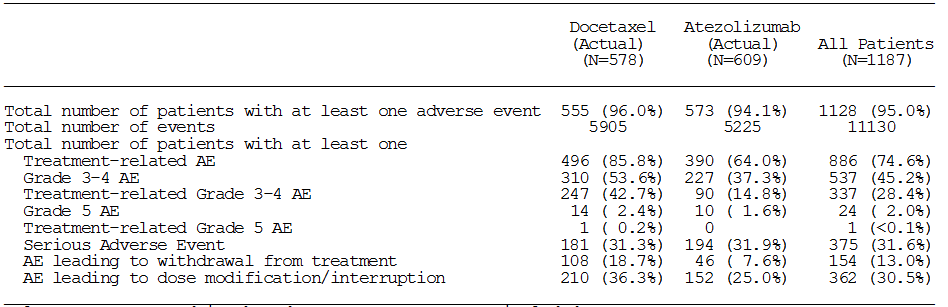 Docetaxel Atezolizumab
(Actual) (Actual) All Patients
(N=578) (N=609) (N=1187)
Total number of patients with at least one adverse event 555 (96.0%) 573 (94.1%) 1128 (95.0%)
Total number of events 5905 5225 11130
Total number of patients with at least one
Treatment-related AE 496 (85.8%) 390 (64.0%) 886 (74.6%)
Grade 3-4 AE 310 (53.6%) 227 (37.3%) 537 (45.2%)
Treatment-related Grade 3-4 AE 247 (42.7%) 90 (14.8%) 337 (28.4%)
Grade 5 AE 14 ( 2.4%) 10 ( 1.6%) 24 ( 2.0%)
Treatment-related Grade 5 AE 1 ( 0.2%) 0 1 (<0.1%)
Serious Adverse Event 181 (31.3%) 194 (31.9%) 375 (31.6%)
AE leading to withdrawal from treatment 108 (18.7%) 46 ( 7.6%) 154 (13.0%)
AE leading to dose modification/interruption 210 (36.3%) 152 (25.0%) 362 (30.5%)